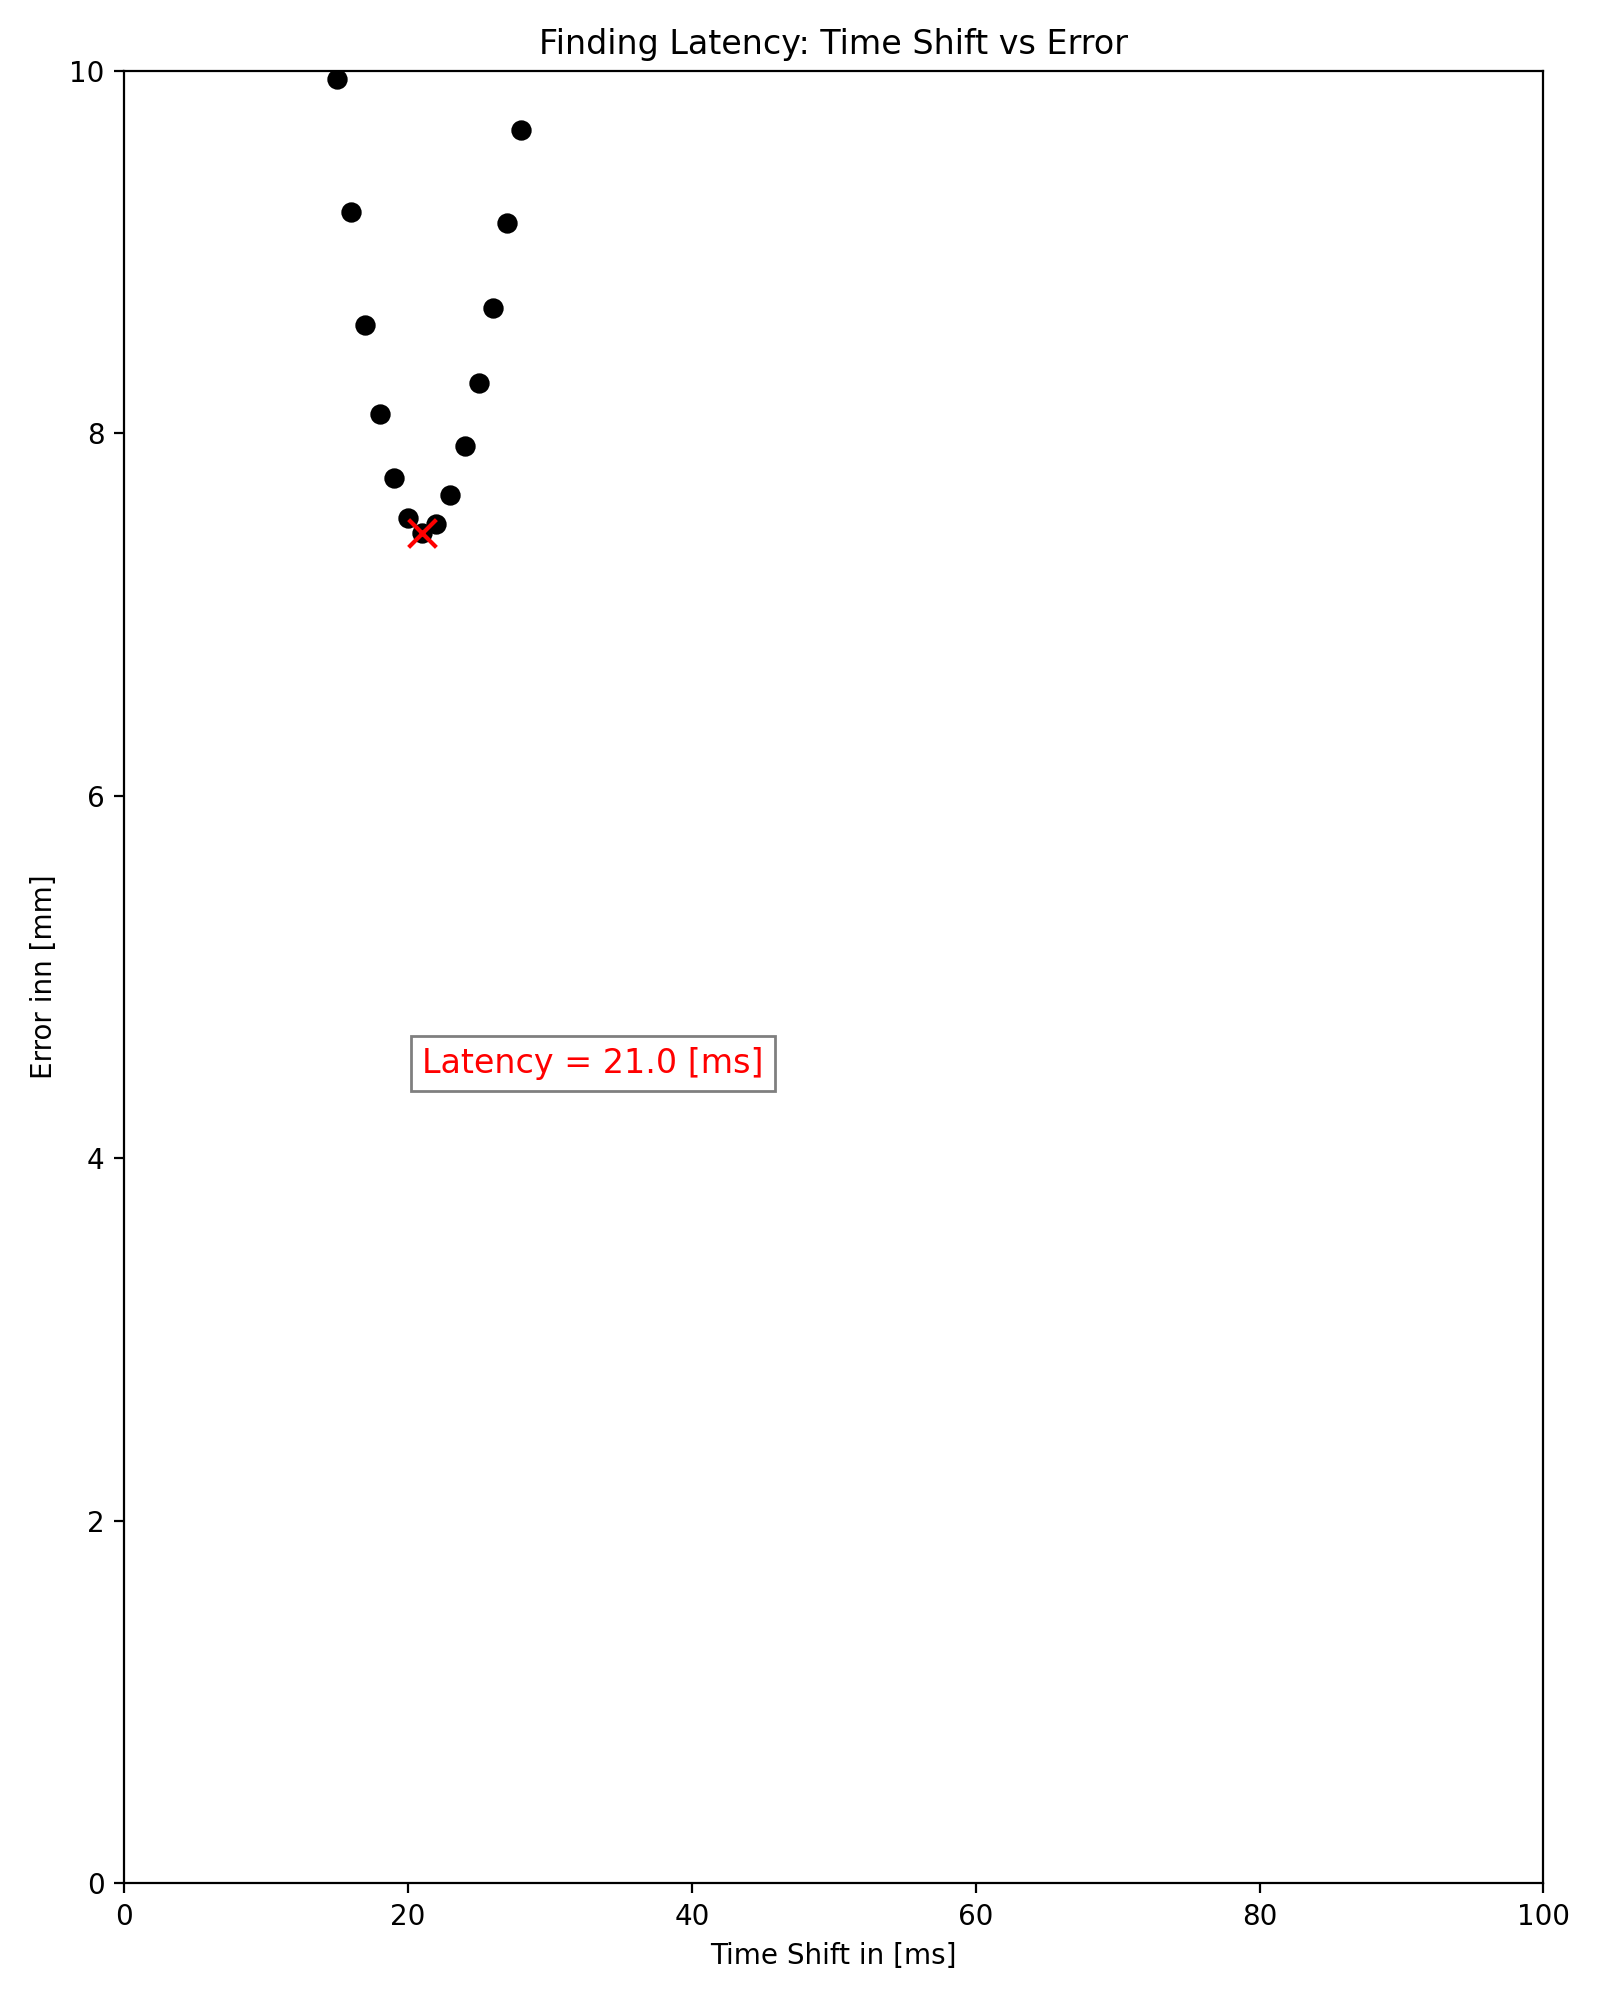 Finding Latency: Time Shift vs Error
10
8
6
4
2
0
Error inn [mm]
Latency = 21.0 [ms]
0 20 40 60 80 100
Time Shift in [ms]